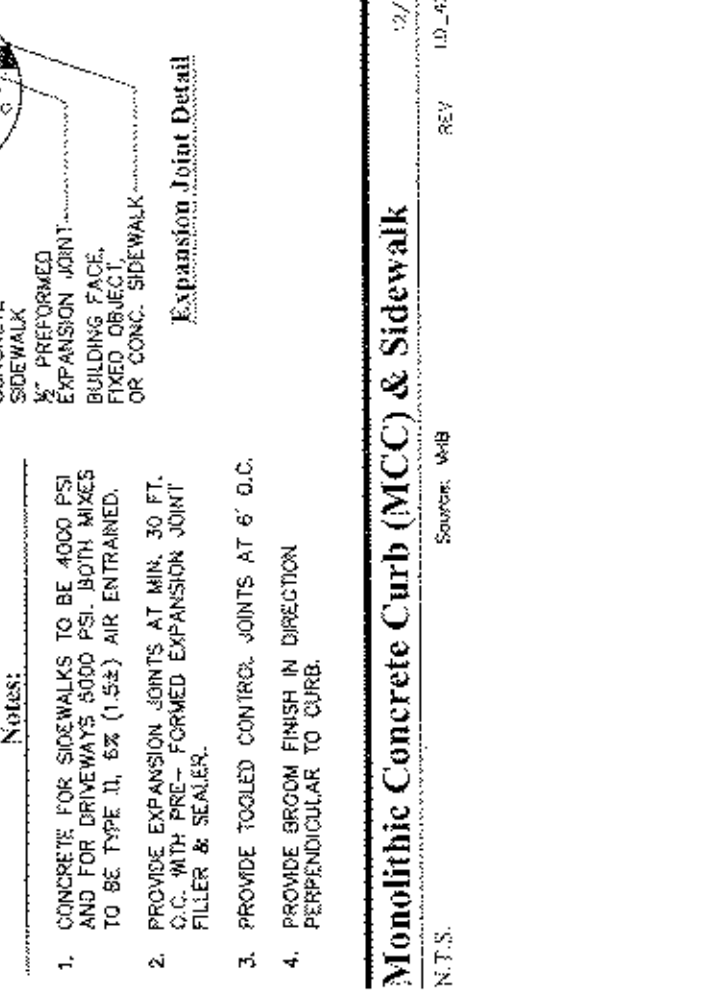 Notes:
1. CONCRETE FOR SIDEWALKS TO BE 4000 PSI
AND FOR DRIVEWAYS 5000 PSI. BOTH MIXES
TO BE TYPE II, 6% (1.5±) AIR ENTRAINED.
2. PROVIDE EXPANSION JOINTS AT MIN. 30 FT.
O.C. WITH PRE- FORMED EXPANSION JOINT
FILLER & SEALER.
3. PROVIDE TOOLED CONTROL JOINTS AT 6' O.C.
4. PROVIDE BROOM FINISH IN DIRECTION
PERPENDICULAR TO CURB.
SIDEWALK
½" PREFORMED
EXPANSION JOINT
BUILDING FACE,
FIXED OBJECT,
OR CONC. SIDEWALK
Expansion Joint Detail
Monolithic Concrete Curb (MCC) & Sidewalk
N.T.S. Source: VHB REV